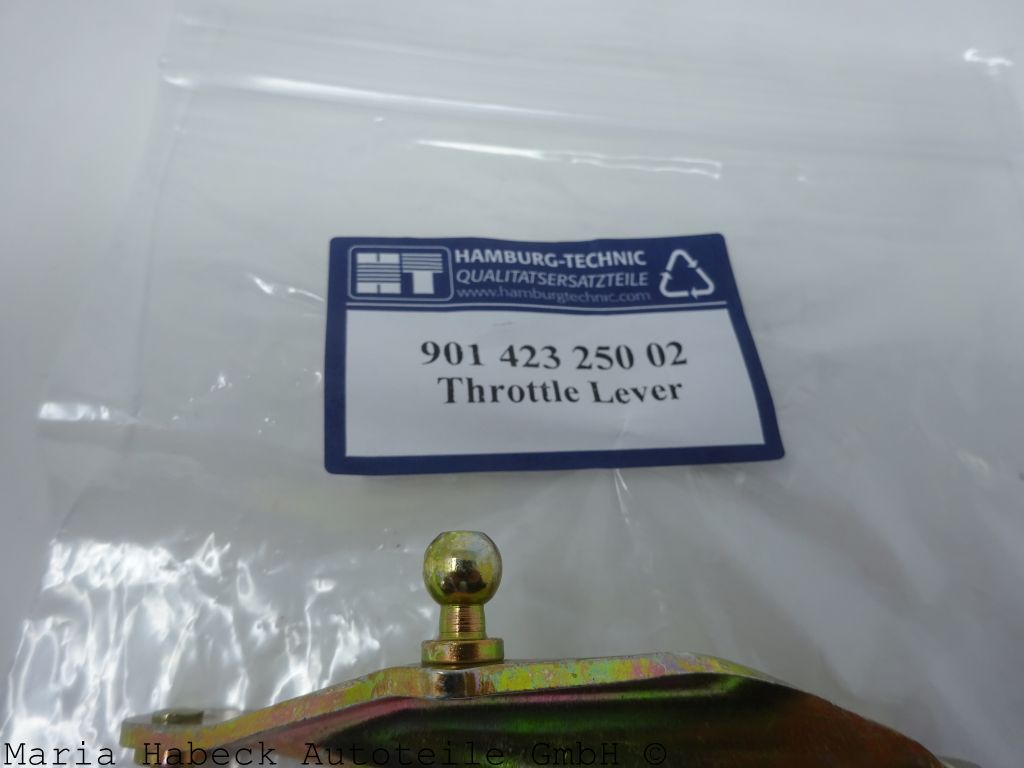 HT
HAMBURG-TECHNIC
QUALITATSERSATZTEILE
www.hamburgtechnic.com
901 423 250 02
Throttle Lever
Maria Habeck Autoteile GmbH ©